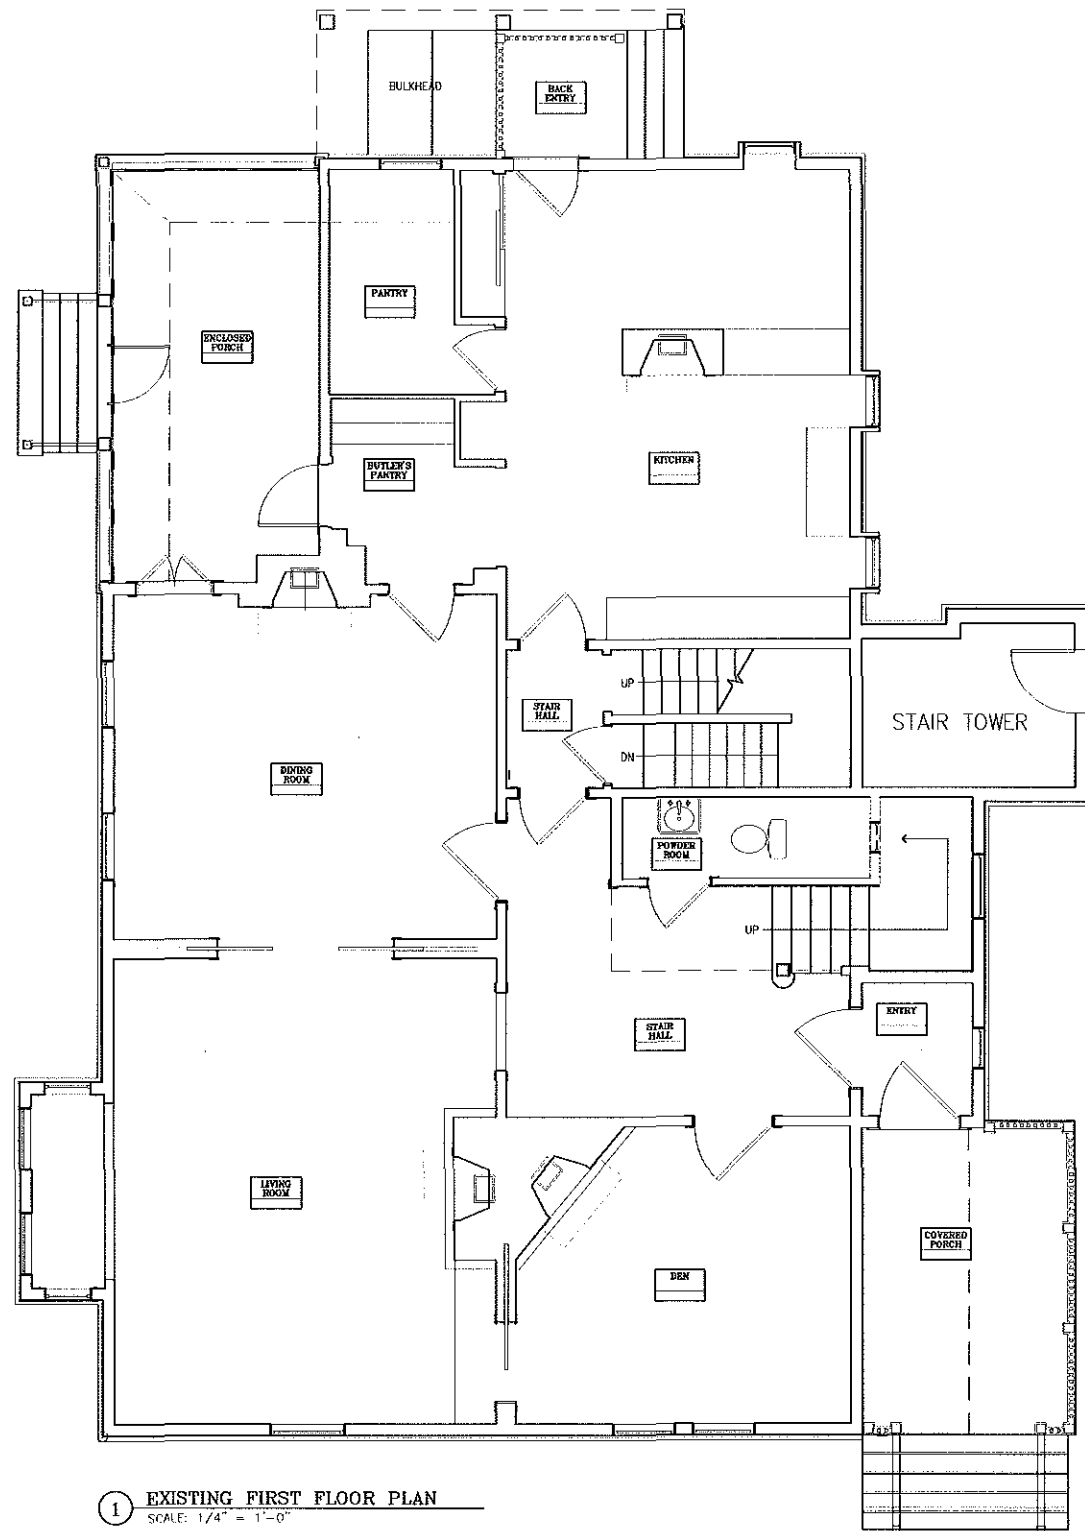 BULKHEAD
BACK
ENTRY
PANTRY
ENCLOSED
PORCH
BUTLER'S
PANTRY
KITCHEN
UP
STAIR
HALL
STAIR TOWER
DN
DINING
ROOM
POWDER
ROOM
UP
ENTRY
STAIR
HALL
LIVING
ROOM
COVERED
PORCH
DEN
1 EXISTING FIRST FLOOR PLAN
SCALE: 1/4" = 1'-0"